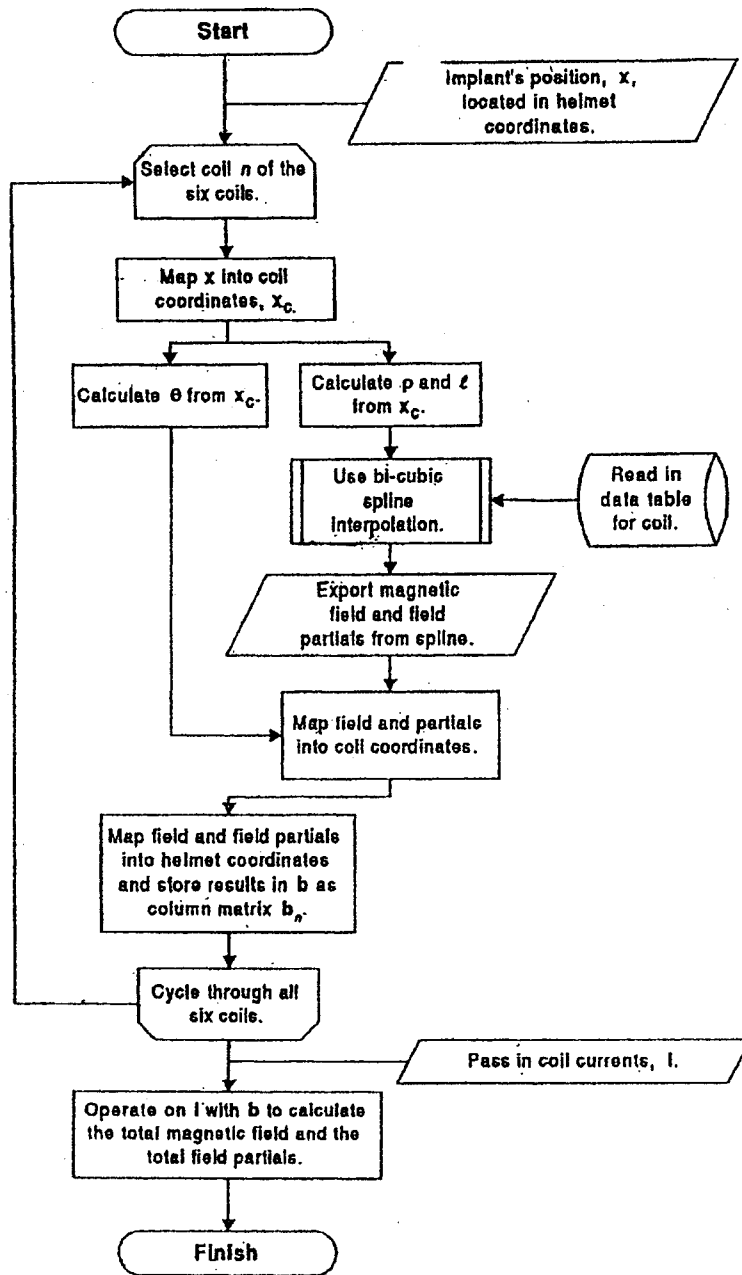 Start
Implant's position, x,
located in helmet
coordinates.
Select coil n of the
six coils.
Map x into coil
coordinates, xc.
Calculate θ from xc.
Calculate ρ and ℓ
from xc.
Use bi-cubic
spline
interpolation.
Read in
data table
for coil.
Export magnetic
field and field
partials from spline.
Map field and partials
into coil coordinates.
Map field and field partials
into helmet coordinates
and store results in b as
column matrix bn.
Cycle through all
six coils.
Pass in coil currents, I.
Operate on I with b to calculate
the total magnetic field and the
total field partials.
Finish